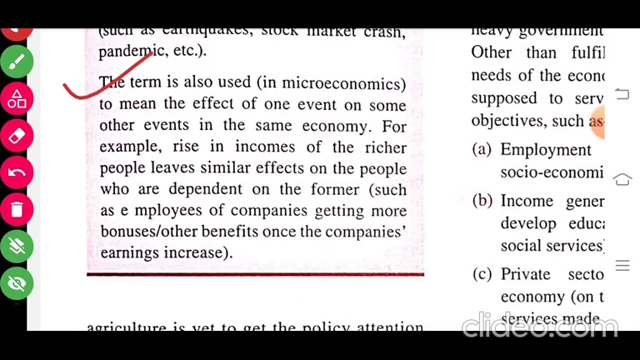 (such as earthquakes, stock market crash,
pandemic, etc.).
The term is also used (in microeconomics)
to mean the effect of one event on some
other events in the same economy. For
example, rise in incomes of the richer
people leaves similar effects on the people
who are dependent on the former (such
as e mployees of companies getting more
bonuses/other benefits once the companies'
earnings increase).
agriculture is yet to get the policy attention
heavy government
Other than fulfil
needs of the econo
supposed to serv
objectives, such as
(a) Employment
socio-economi
(b) Income gener
develop educa
social services)
(c) Private secto
economy (on t
services made
clideo.com